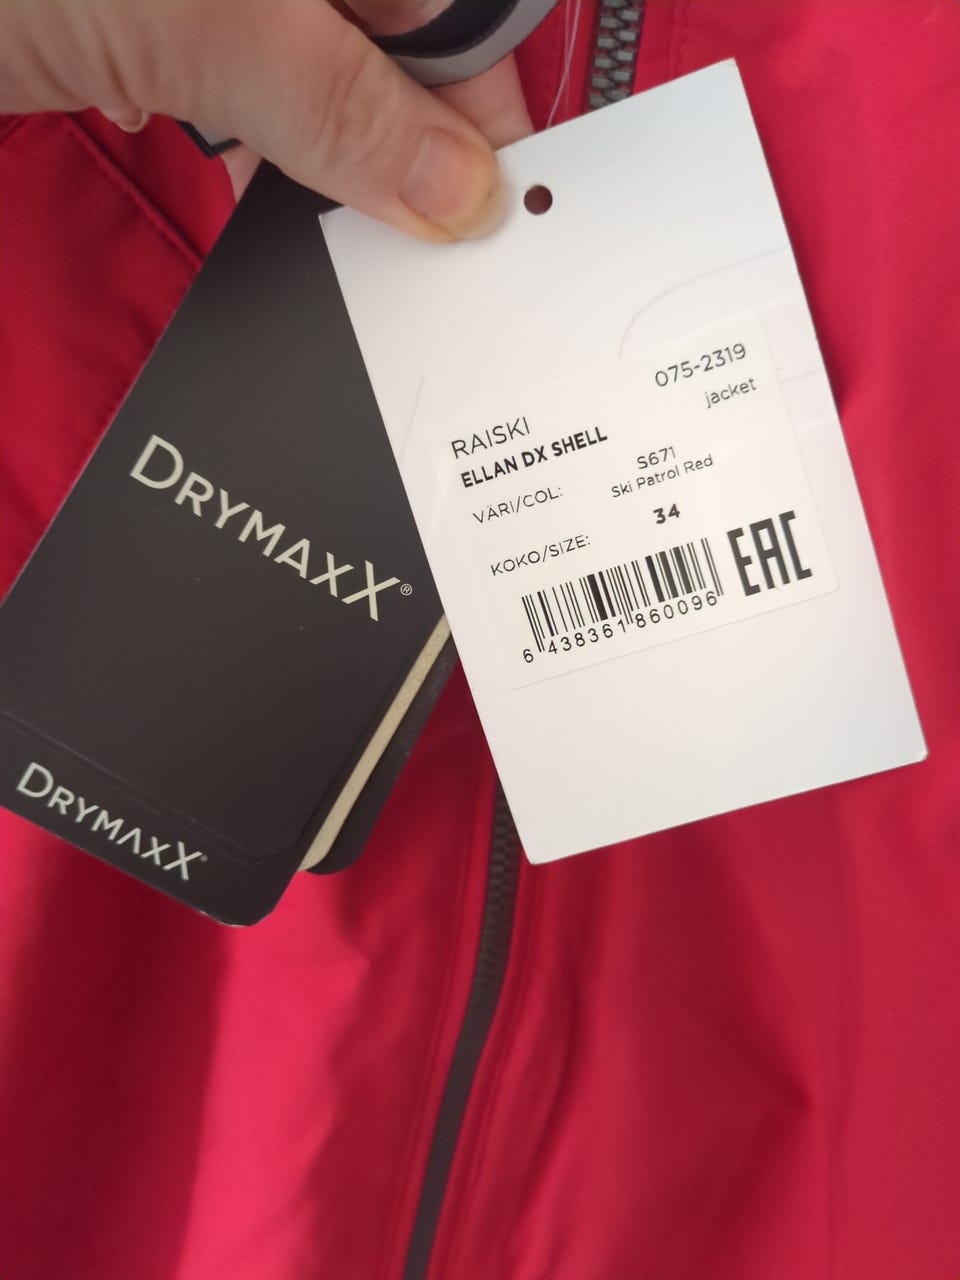 DRYMAXX®
DRYMAXX®
075-2319
jacket
RAISKI
ELLAN DX SHELL
VÄRI/COL:
S671
Ski Patrol Red
KOKO/SIZE:
34
EAC
6 438361 860096